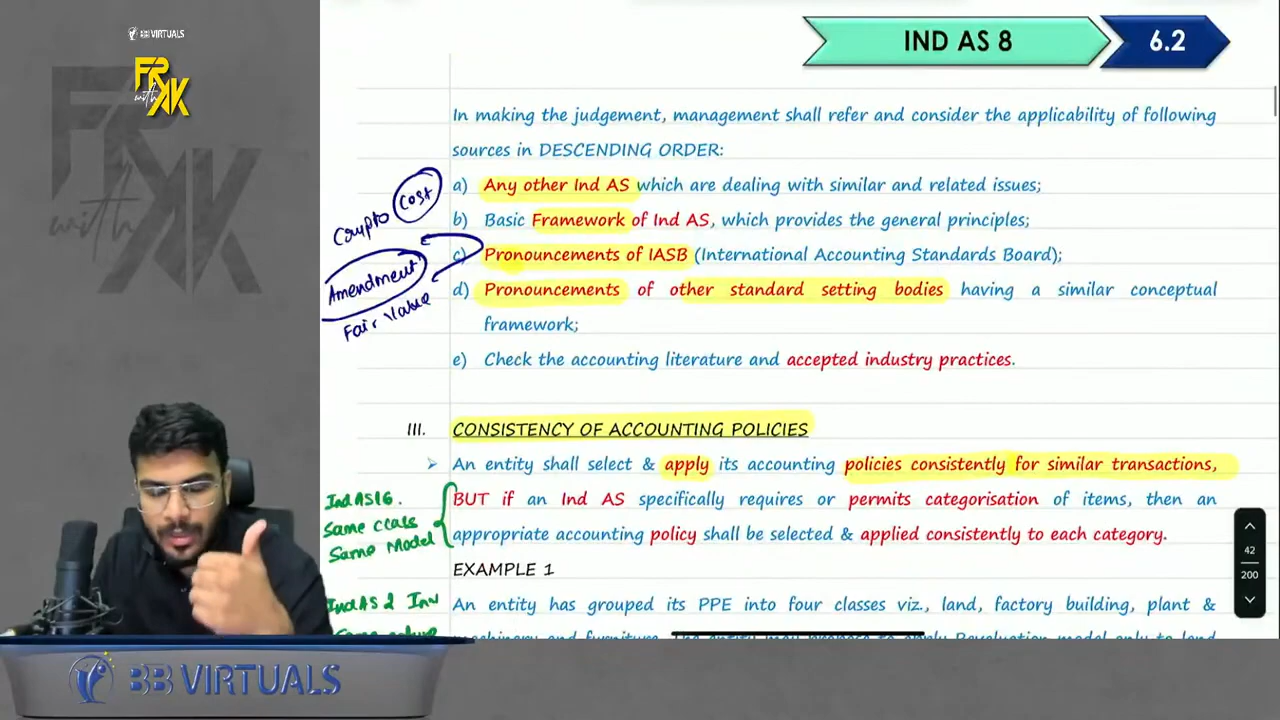 BB VIRTUALS
FR
with
AK
IND AS 8
6.2
In making the judgement, management shall refer and consider the applicability of following
sources in DESCENDING ORDER:
a) Any other Ind AS which are dealing with similar and related issues;
b) Basic Framework of Ind AS, which provides the general principles;
c) Pronouncements of IASB (International Accounting Standards Board);
d) Pronouncements of other standard setting bodies having a similar conceptual
framework;
e) Check the accounting literature and accepted industry practices.
Crypto Cost
Amendment
Fair Value
III. CONSISTENCY OF ACCOUNTING POLICIES
An entity shall select & apply its accounting policies consistently for similar transactions,
BUT if an Ind AS specifically requires or permits categorisation of items, then an
appropriate accounting policy shall be selected & applied consistently to each category.
Ind AS 16.
Same class
Same Model
EXAMPLE 1
Ind AS 2 Inv
An entity has grouped its PPE into four classes viz., land, factory building, plant &
42
200
BB VIRTUALS